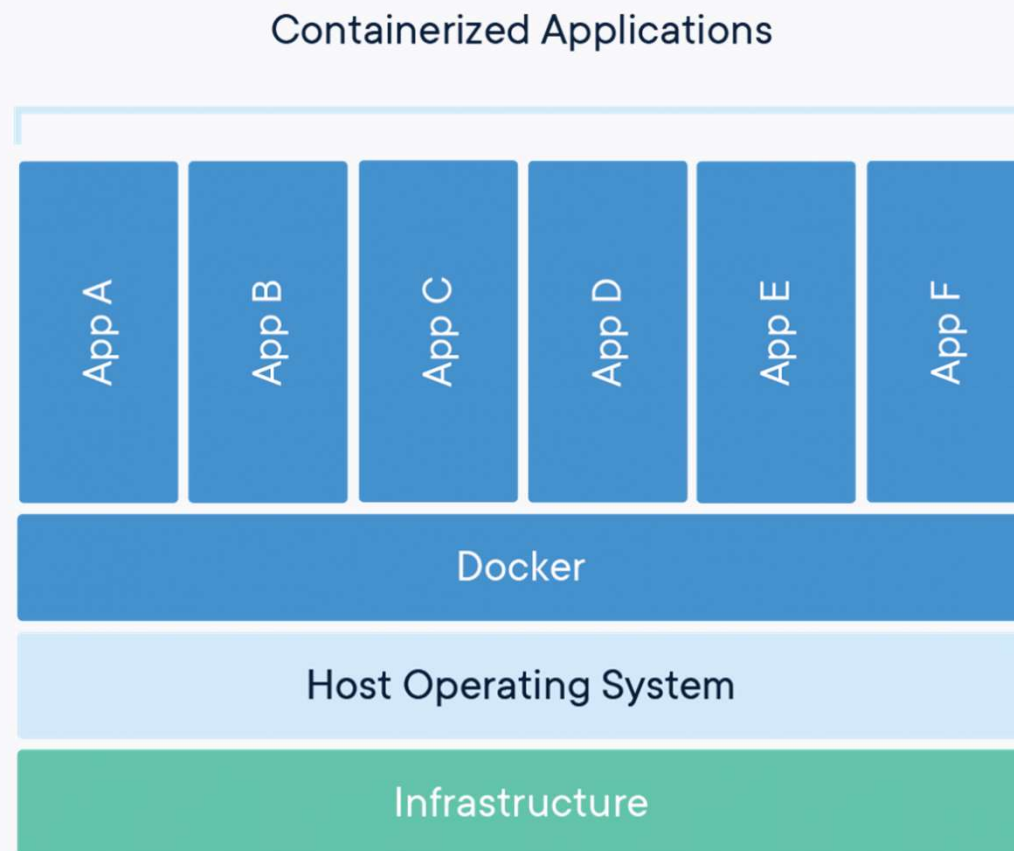 Containerized Applications
App A
App B
App C
App D
App E
App F
Docker
Host Operating System
Infrastructure